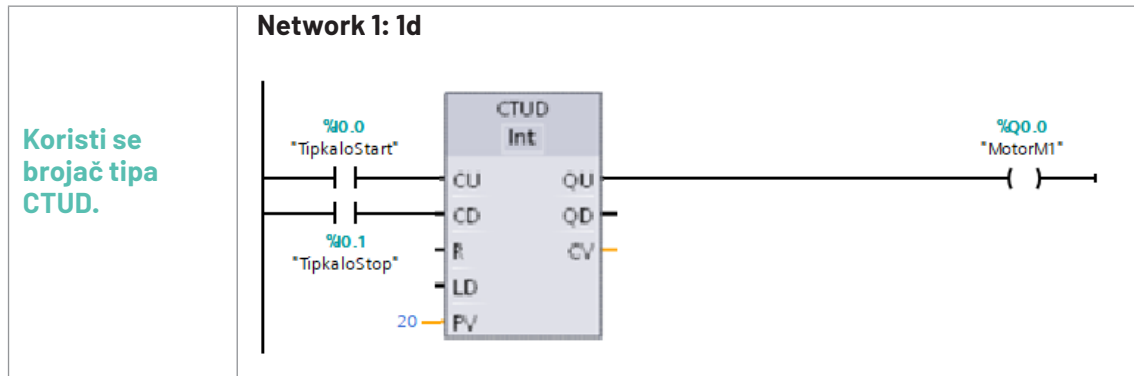 Network 1: 1d
Koristi se
brojač tipa
CTUD.
%I0.0
"TipkaloStart"
CTUD
Int
%Q0.0
"MotorM1"
CU
QU
CD
QD
%I0.1
"TipkaloStop"
R
CV
LD
20
PV